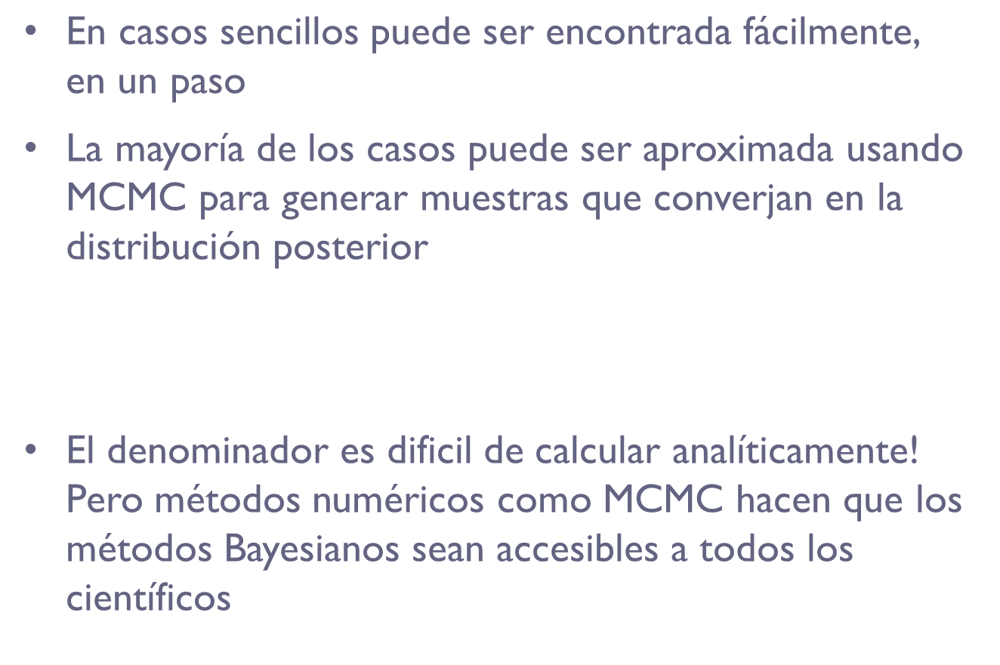 • En casos sencillos puede ser encontrada fácilmente,
en un paso
• La mayoría de los casos puede ser aproximada usando
MCMC para generar muestras que converjan en la
distribución posterior
• El denominador es dificil de calcular analíticamente!
Pero métodos numéricos como MCMC hacen que los
métodos Bayesianos sean accesibles a todos los
científicos